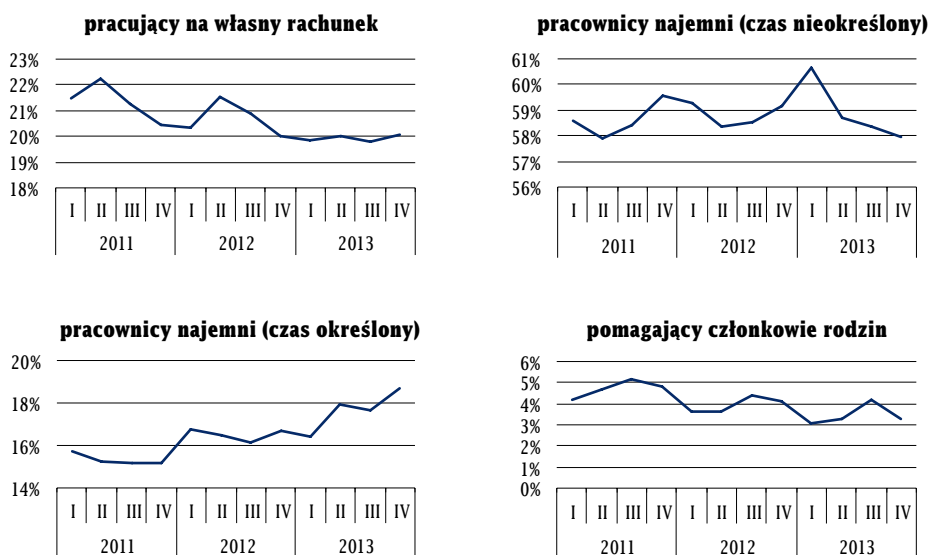 pracujący na własny rachunek
23%
22%
21%
20%
19%
18%
I II III IV I II III IV I II III IV
2011 2012 2013
pracownicy najemni (czas nieokreślony)
61%
60%
59%
58%
57%
56%
I II III IV I II III IV I II III IV
2011 2012 2013
pracownicy najemni (czas określony)
20%
18%
16%
14%
I II III IV I II III IV I II III IV
2011 2012 2013
pomagający członkowie rodzin
6%
5%
4%
3%
2%
1%
0%
I II III IV I II III IV I II III IV
2011 2012 2013